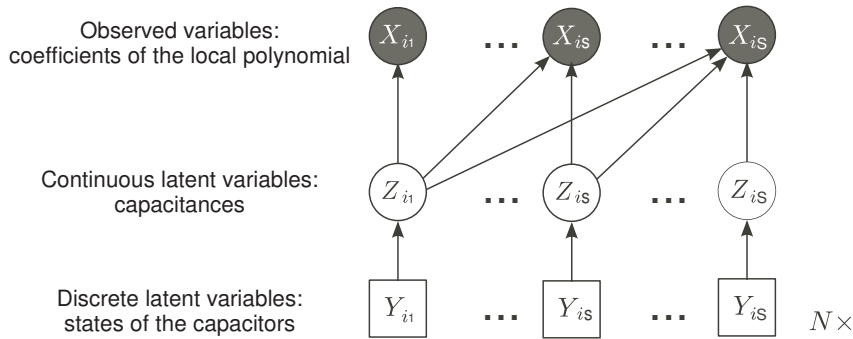 Observed variables:
coefficients of the local polynomial
X_{i1} ... X_{iS} ... X_{iS}
Continuous latent variables:
capacitances
Z_{i1} ... Z_{iS} ... Z_{iS}
Discrete latent variables:
states of the capacitors
Y_{i1} ... Y_{iS} ... Y_{iS} N×